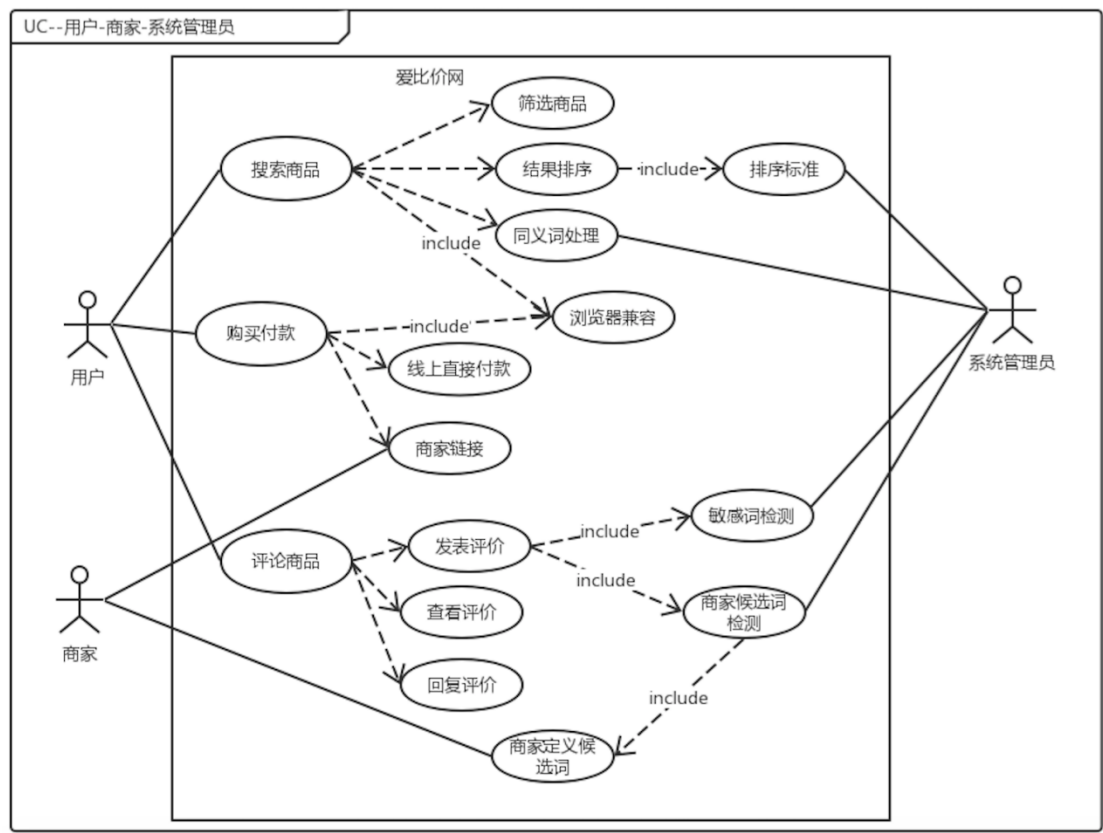 UC--用户-商家-系统管理员
爱比价网
筛选商品
搜索商品
结果排序
include
排序标准
同义词处理
include
浏览器兼容
购买付款
include
线上直接付款
用户
系统管理员
商家链接
敏感词检测
发表评价
include
评论商品
include
商家候选词
检测
查看评价
商家
回复评价
include
商家定义候
选词